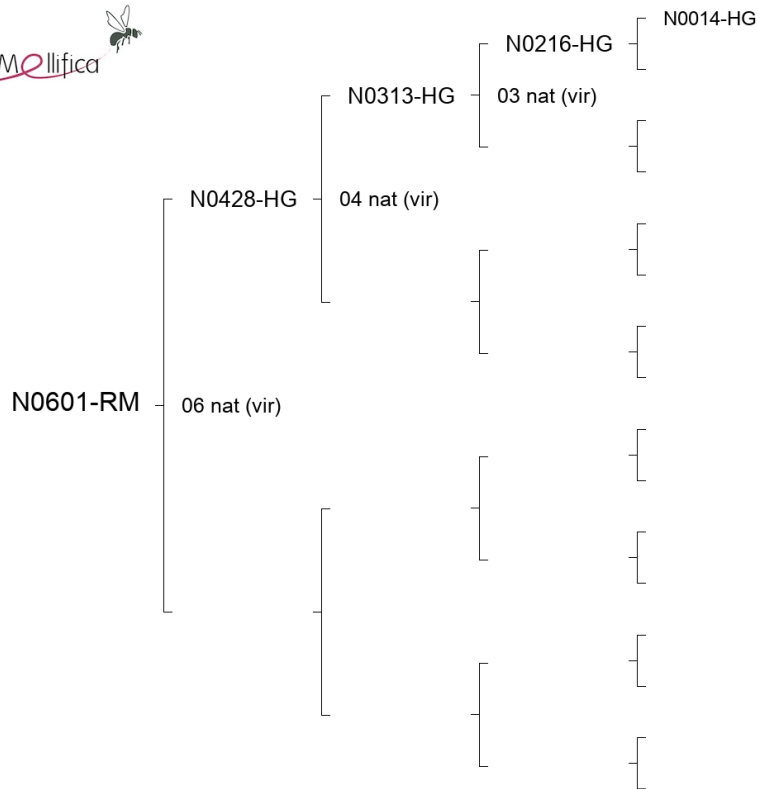 Mellifica
N0014-HG
N0216-HG
N0313-HG
03 nat (vir)
N0428-HG
04 nat (vir)
N0601-RM
06 nat (vir)